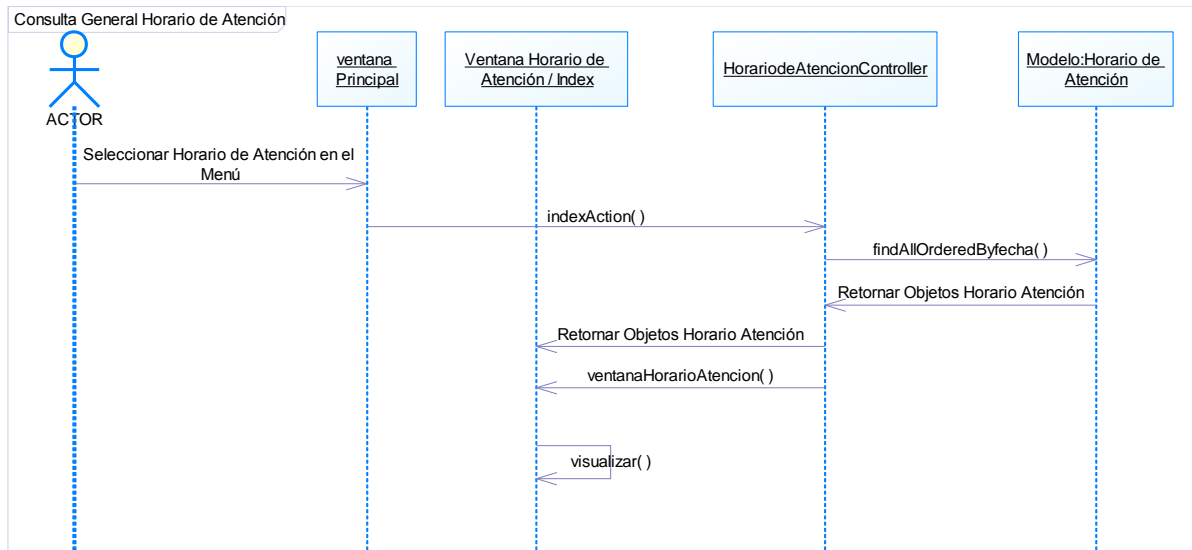 Consulta General Horario de Atención
ACTOR
ventana
Principal
Ventana Horario de
Atención / Index
HorariodeAtencionController
Modelo:Horario de
Atención
Seleccionar Horario de Atención en el
Menú
indexAction( )
findAllOrderedByfecha( )
Retornar Objetos Horario Atención
Retornar Objetos Horario Atención
ventanaHorarioAtencion( )
visualizar( )